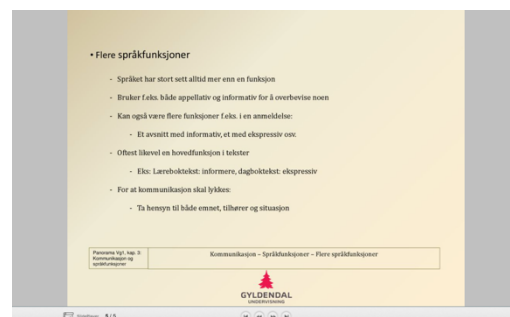 • Flere språkfunksjoner
- Språket har stort sett alltid mer enn en funksjon
- Bruker f.eks. både appellativ og informativ for å overbevise noen
- Kan også være flere funksjoner f.eks. i en anmeldelse:
- Et avsnitt med informativ, et med ekspressiv osv.
- Oftest likevel en hovedfunksjon i tekster
- Eks: Læreboktekst: informere, dagboktekst: ekspressiv
- For at kommunikasjon skal lykkes:
- Ta hensyn til både emnet, tilhører og situasjon
Panorama Vg1, kap. 3:
Kommunikasjon og
språkfunksjoner
Kommunikasjon – Språkfunksjoner – Flere språkfunksjoner
GYLDENDAL
UNDERVISNING